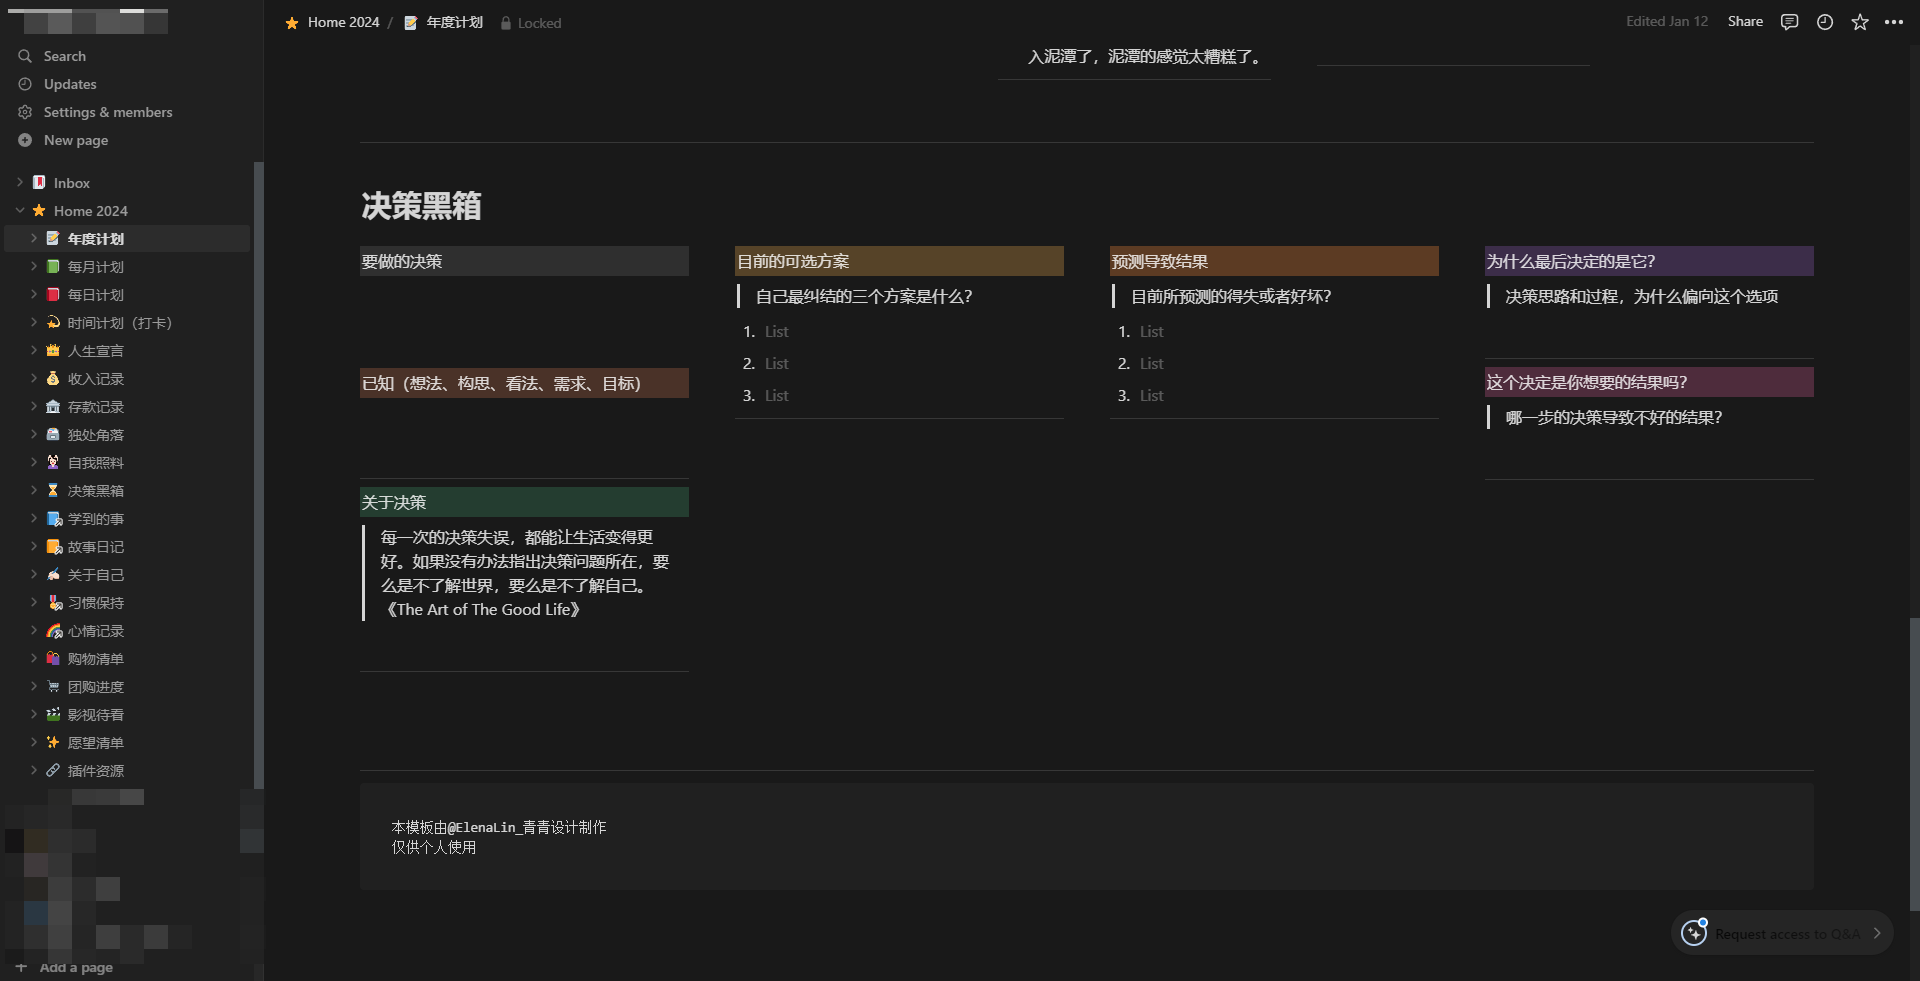 Search
Updates
Settings & members
New page
Inbox
Home 2024
年度计划
每月计划
每日计划
时间计划（打卡）
人生宣言
收入记录
存款记录
独处角落
自我照料
决策黑箱
学到的事
故事日记
关于自己
习惯保持
心情记录
购物清单
团购进度
影视待看
愿望清单
插件资源
Add a page
Home 2024 / 年度计划 Locked
Edited Jan 12 Share
入泥潭了，泥潭的感觉太糟糕了。
决策黑箱
要做的决策
已知（想法、构思、看法、需求、目标）
关于决策
每一次的决策失误，都能让生活变得更
好。如果没有办法指出决策问题所在，要
么是不了解世界，要么是不了解自己。
《The Art of The Good Life》
目前的可选方案
自己最纠结的三个方案是什么？
1. List
2. List
3. List
预测导致结果
目前所预测的得失或者好坏？
1. List
2. List
3. List
为什么最后决定的是它？
决策思路和过程，为什么偏向这个选项
这个决定是你想要的结果吗？
哪一步的决策导致不好的结果？
本模板由@ElenaLin_青青设计制作
仅供个人使用
Request access to Q&A